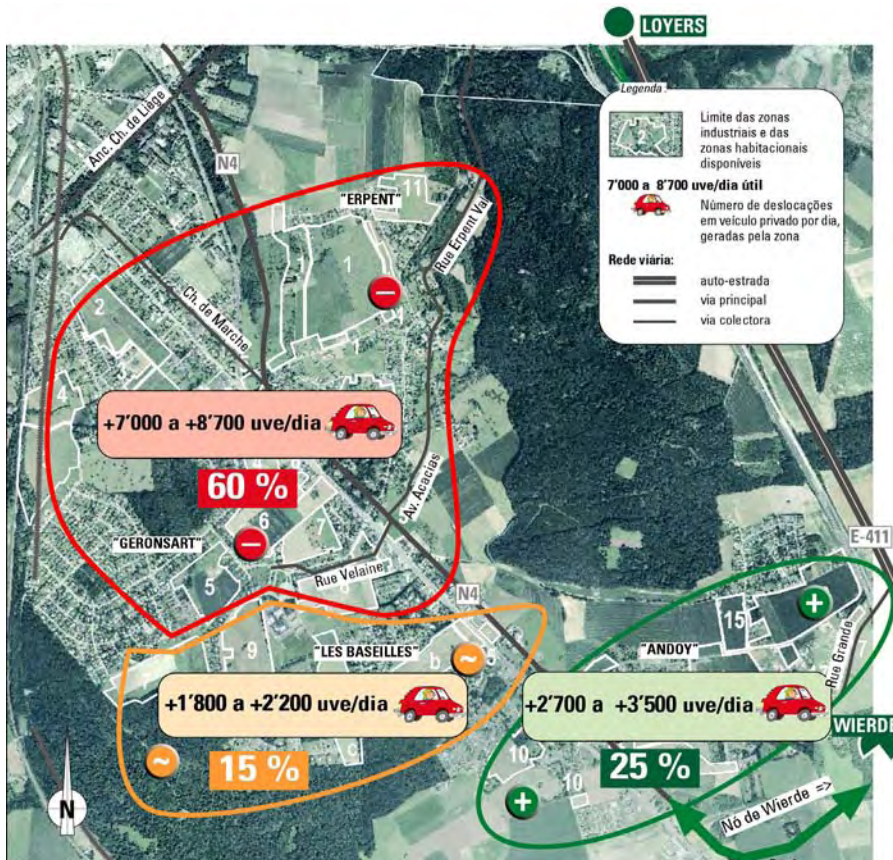 LOYERS
Legenda :
2
Limite das zonas
industriais e das
zonas habitacionais
disponíveis
7'000 a 8'700 uve/dia útil
Número de deslocações
em veículo privado por dia,
geradas pela zona
Rede viária:
auto-estrada
via principal
via colectora
Anc. Ch. de Liège
N4
"ERPENT"
11
Rue Erpent Val
1
1
2
Ch. de Marche
1
4
+7'000 a +8'700 uve/dia
60 %
Av. Acacias
6
7
"GERONSART"
5
Rue Velaine
E-411
N4
15
"ANDOY"
Rue Grande
9
"LES BASEILLES"
b
+1'800 a +2'200 uve/dia
15 %
c
+2'700 a +3'500 uve/dia
25 %
WIERDE
10
10
Nó de Wierde =>
N